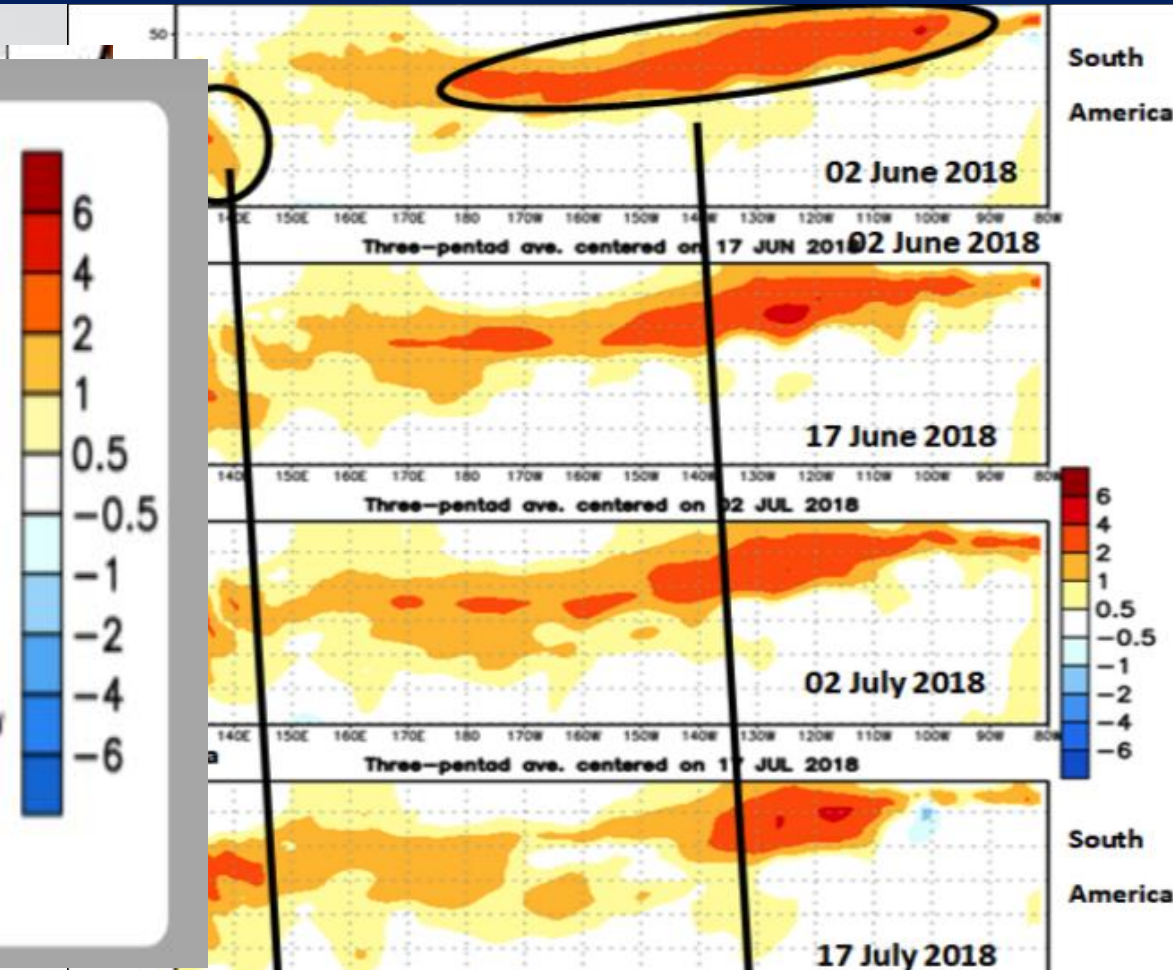 50
South
America
02 June 2018
140E 150E 160E 170E 180 170W 160W 150W 140W 130W 120W 110W 100W 90W 80W
Three-pentad ave. centered on 17 JUN 2018
02 June 2018
17 June 2018
140E 150E 160E 170E 180 170W 160W 150W 140W 130W 120W 110W 100W 90W 80W
Three-pentad ave. centered on 02 JUL 2018
02 July 2018
140E 150E 160E 170E 180 170W 160W 150W 140W 130W 120W 110W 100W 90W 80W
a
Three-pentad ave. centered on 17 JUL 2018
South
America
17 July 2018
6
4
2
1
0.5
-0.5
-1
-2
-4
-6
6
4
2
1
0.5
-0.5
-1
-2
-4
-6